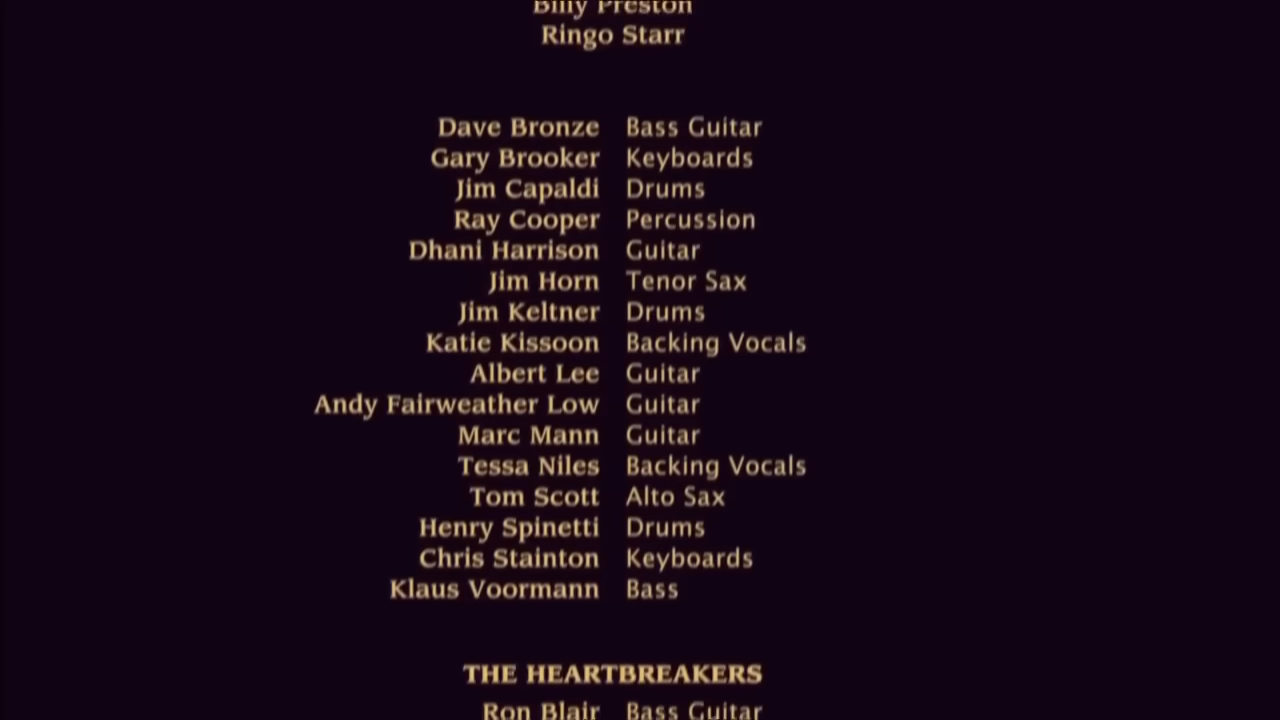 Billy Preston
Ringo Starr
Dave Bronze Bass Guitar
Gary Brooker Keyboards
Jim Capaldi Drums
Ray Cooper Percussion
Dhani Harrison Guitar
Jim Horn Tenor Sax
Jim Keltner Drums
Katie Kissoon Backing Vocals
Albert Lee Guitar
Andy Fairweather Low Guitar
Marc Mann Guitar
Tessa Niles Backing Vocals
Tom Scott Alto Sax
Henry Spinetti Drums
Chris Stainton Keyboards
Klaus Voormann Bass
THE HEARTBREAKERS
Ron Blair Bass Guitar